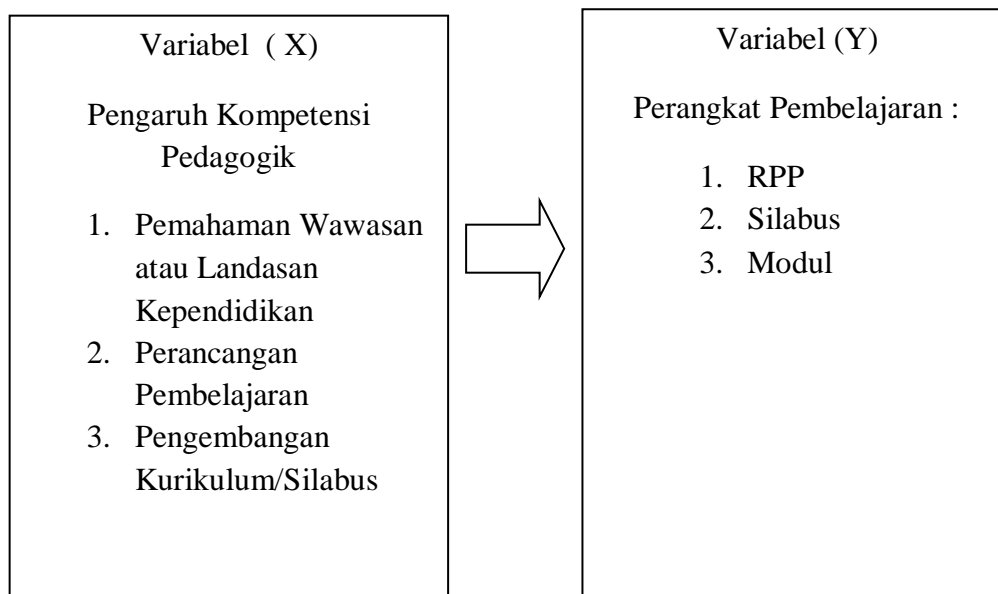 Variabel ( X)
Pengaruh Kompetensi
Pedagogik
1. Pemahaman Wawasan
atau Landasan
Kependidikan
2. Perancangan
Pembelajaran
3. Pengembangan
Kurikulum/Silabus
Variabel (Y)
Perangkat Pembelajaran :
1. RPP
2. Silabus
3. Modul